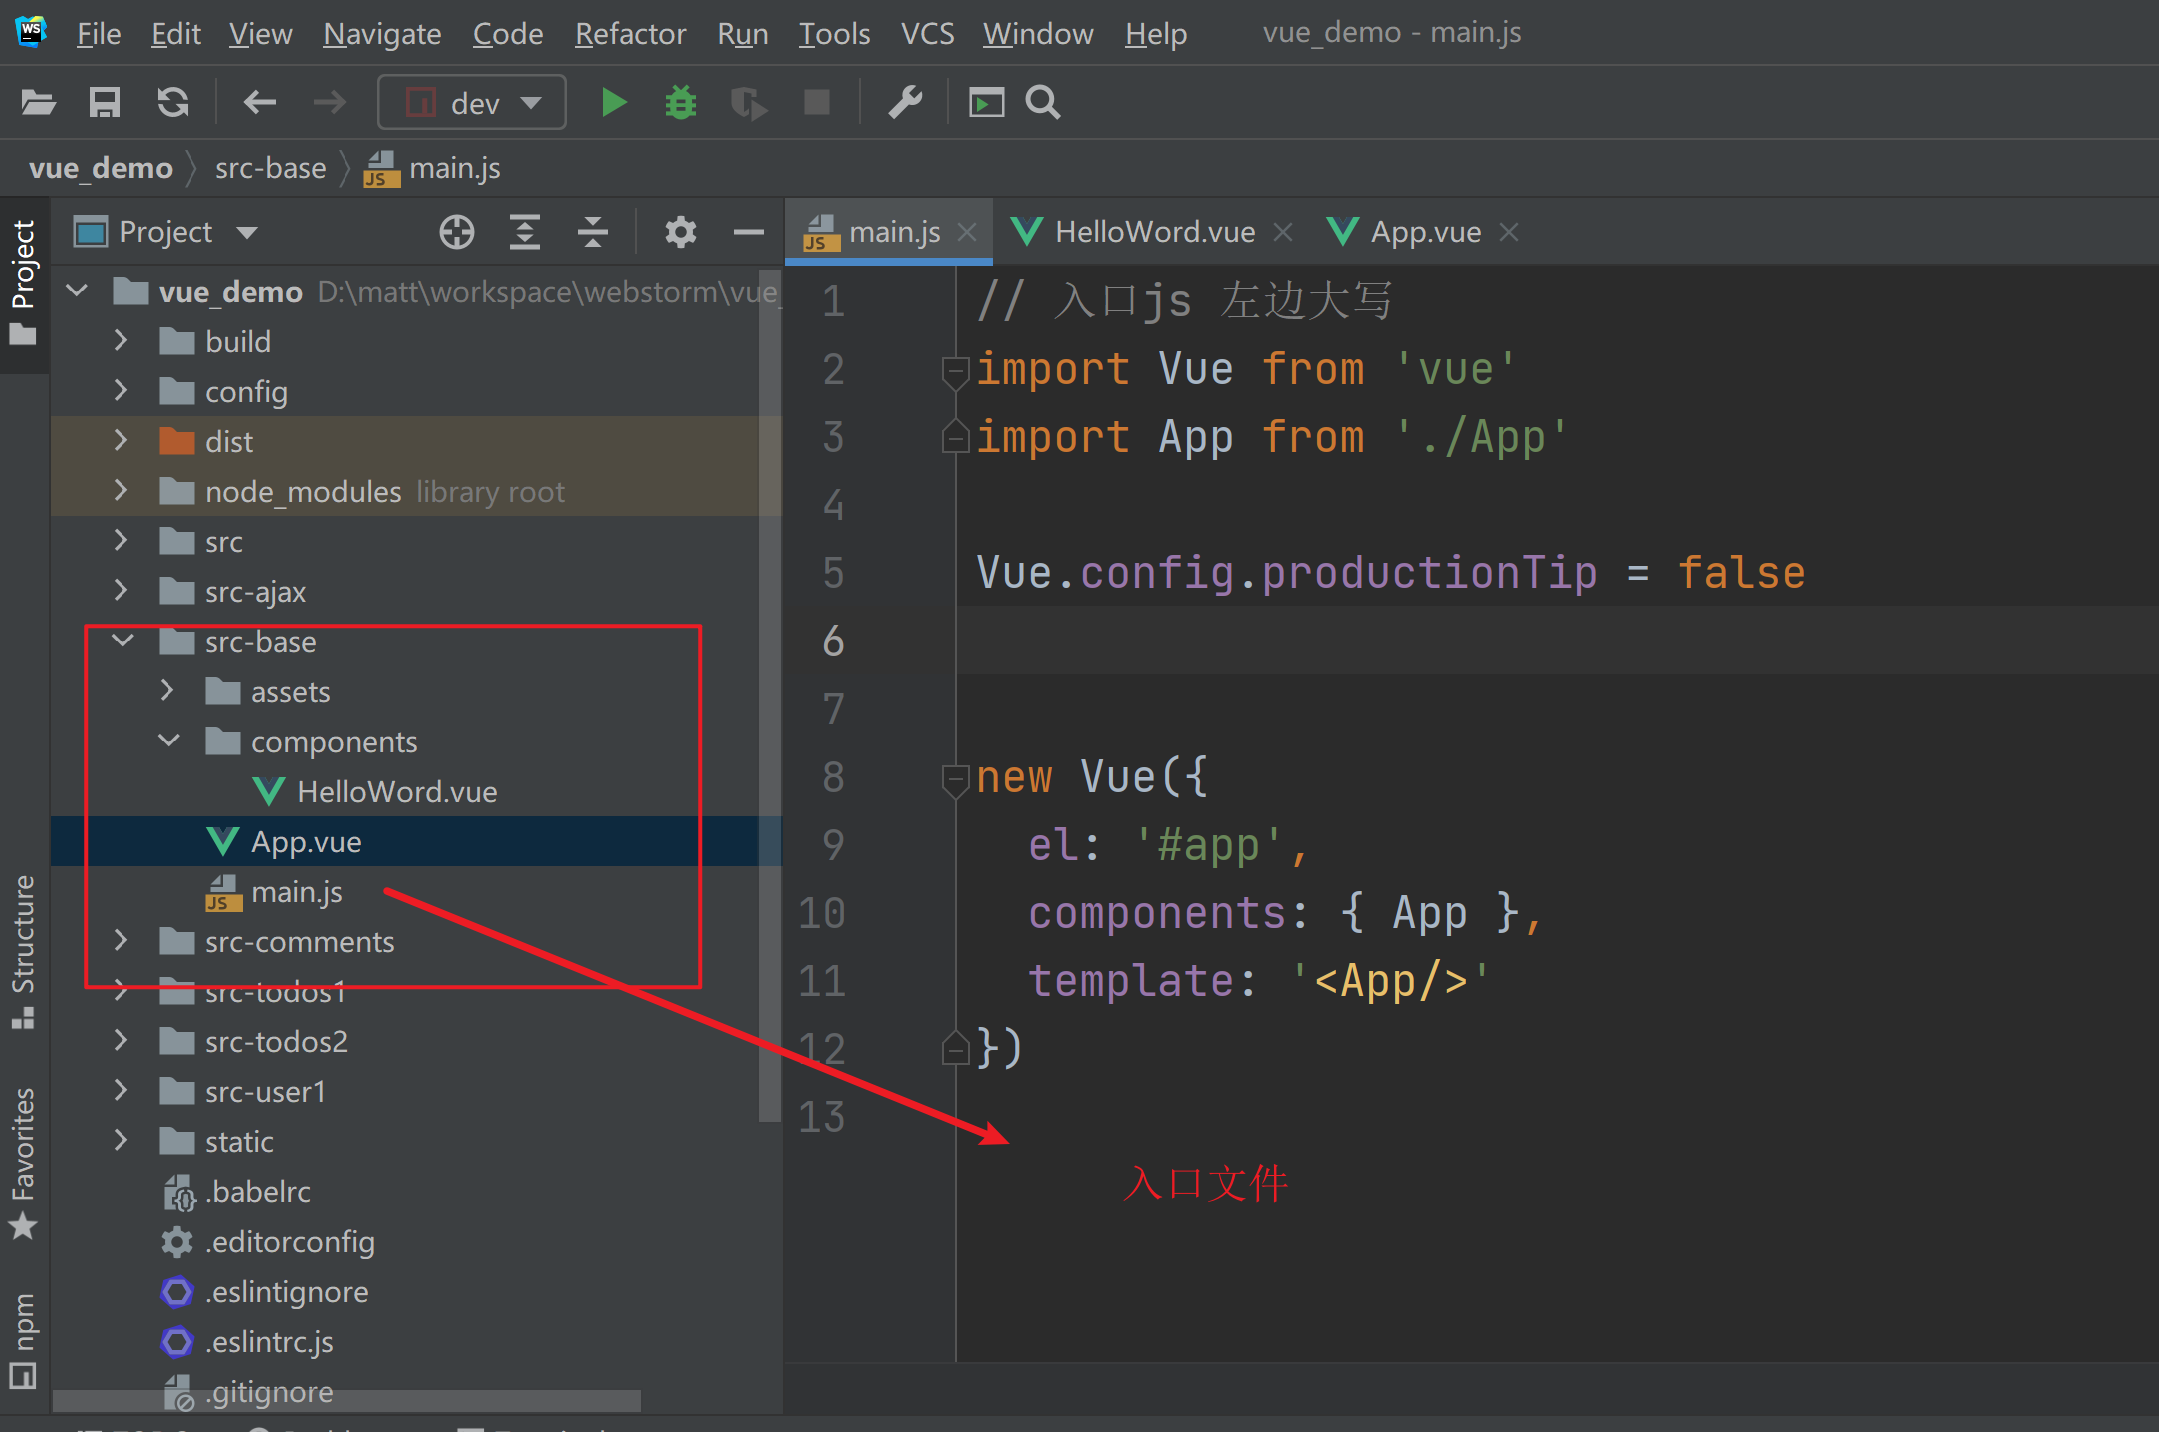 WS File Edit View Navigate Code Refactor Run Tools VCS Window Help vue_demo - main.js
dev
vue_demo src-base JS main.js
Project
Structure
Favorites
npm
Project
vue_demo D:\matt\workspace\webstorm\vue_
build
config
dist
node_modules library root
src
src-ajax
src-base
assets
components
HelloWord.vue
App.vue
JS main.js
src-comments
src-todos1
src-todos2
src-user1
static
.babelrc
.editorconfig
.eslintignore
.eslintrc.js
.gitignore
JS main.js HelloWord.vue App.vue
1 // 入口js 左边大写
2 import Vue from 'vue'
3 import App from './App'
4
5 Vue.config.productionTip = false
6
7
8 new Vue({
9 el: '#app',
10 components: { App },
11 template: '<App/>'
12 })
13
入口文件